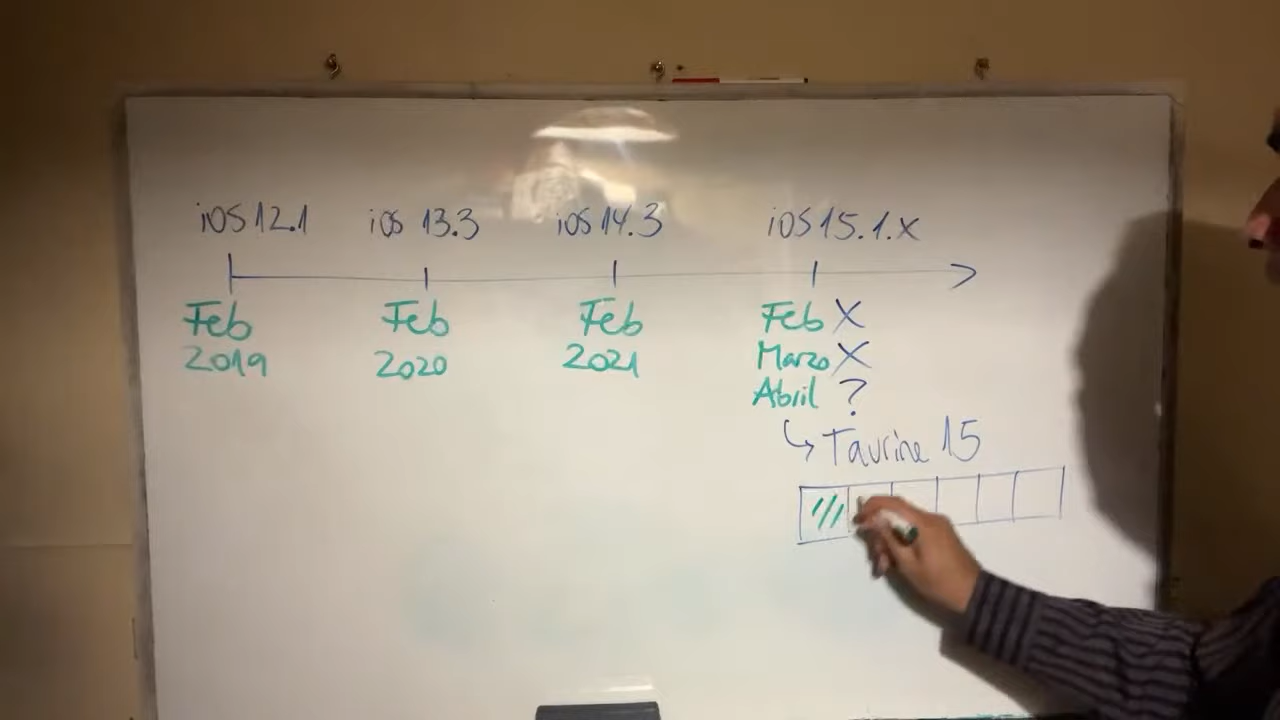 iOS 12.1 iOS 13.3 iOS 14.3 iOS 15.1.x
Feb Feb Feb Feb X
2019 2020 2021 Marzo X
Abril ?
Taurine 15